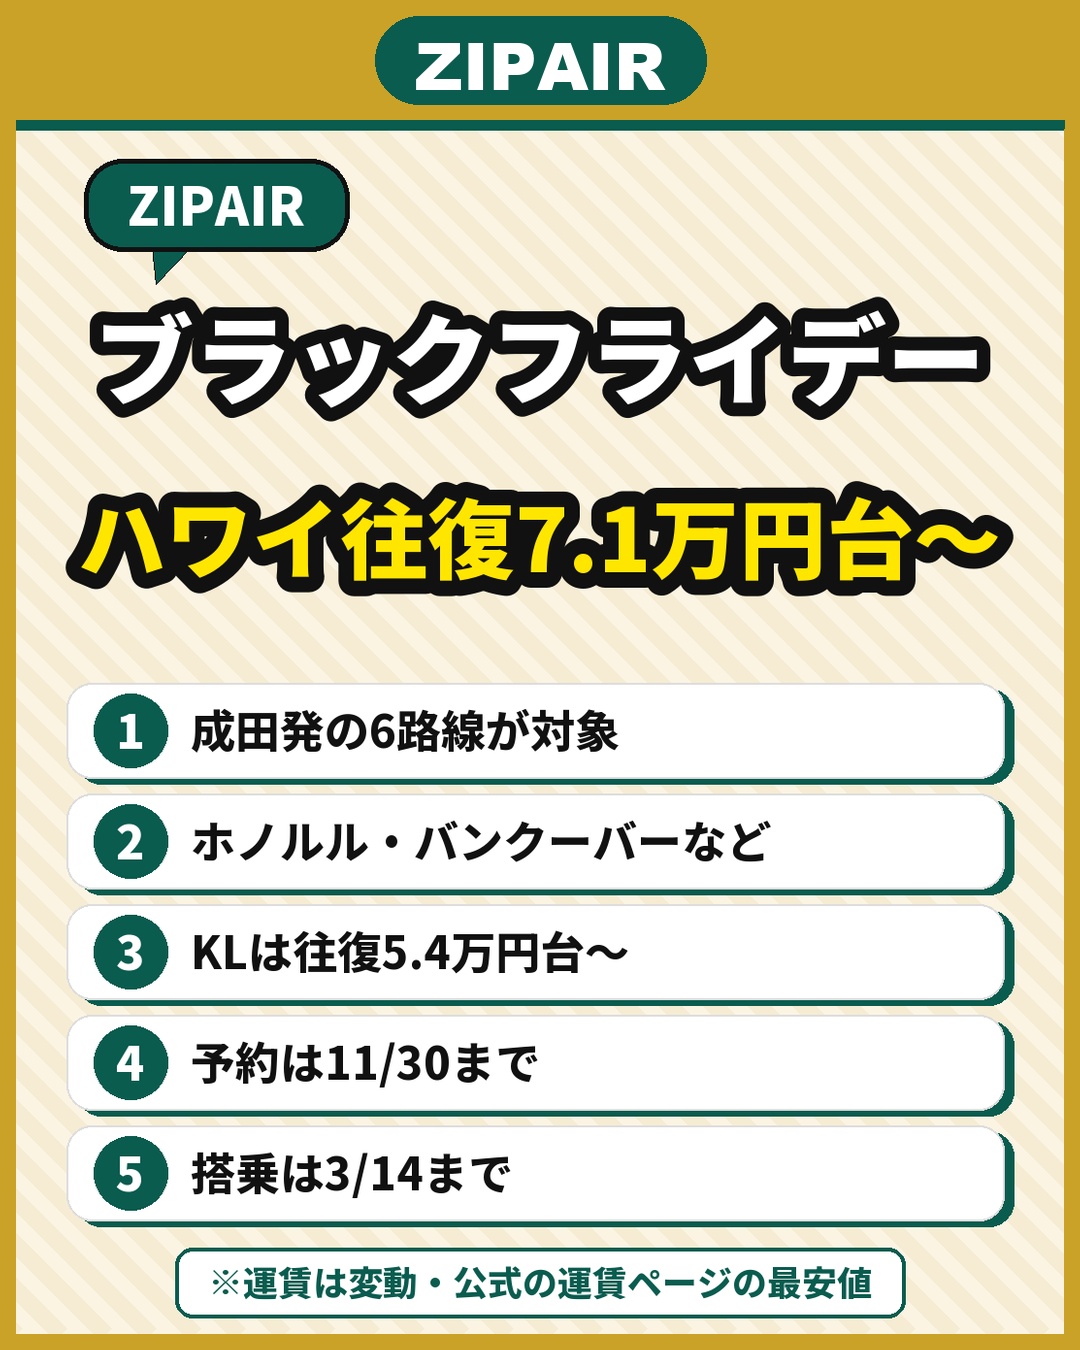 ZIPAIR
ZIPAIR
ブラックフライデー
ハワイ往復7.1万円台〜
1 成田発の6路線が対象
2 ホノルル・バンクーバーなど
3 KLは往復5.4万円台〜
4 予約は11/30まで
5 搭乗は3/14まで
※運賃は変動・公式の運賃ページの最安値